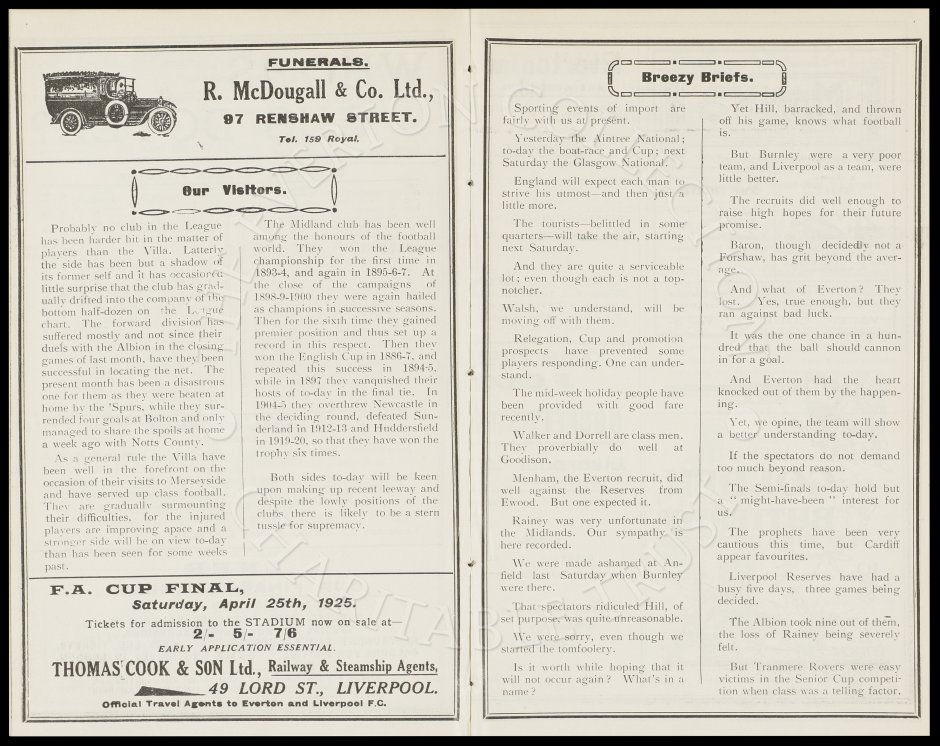 FUNERALS.
R. McDougall & Co. Ltd.,
97 RENSHAW STREET.
Tel. 159 Royal.
Our Visitors.
Probably no club in the League
has been harder hit in the matter of
players than the Villa. Latterly
the side has been but a shadow of
its former self and it has occasioned
little surprise that the club has grad-
ually drifted into the company of the
bottom half-dozen on the League
chart. The forward division has
suffered mostly and not since their
duels with the Albion in the closing
games of last month, have they been
successful in locating the net. The
present month has been a disastrous
one for them as they were beaten at
home by the 'Spurs, while they sur-
rended four goals at Bolton and only
managed to share the spoils at home
a week ago with Notts County.
As a general rule the Villa have
been well in the forefront on the
occasion of their visits to Merseyside
and have served up class football.
They are gradually surmounting
their difficulties, for the injured
players are improving apace and a
stronger side will be on view to-day
than has been seen for some weeks
past.
The Midland club has been well
among the honours of the football
world. They won the League
championship for the first time in
1893-4, and again in 1895-6-7. At
the close of the campaigns of
1898-9-1900 they were again hailed
as champions in successive seasons.
Then for the sixth time they gained
premier position and thus set up a
record in this respect. Then they
won the English Cup in 1886-7, and
repeated this success in 1894-5,
while in 1897 they vanquished their
hosts of to-day in the final tie. In
1904-5 they overthrew Newcastle in
the deciding round, defeated Sun-
derland in 1912-13 and Huddersfield
in 1919-20, so that they have won the
trophy six times.
Both sides to-day will be keen
upon making up recent leeway and
despite the lowly positions of the
clubs there is likely to be a stern
tussle for supremacy.
F.A. CUP FINAL,
Saturday, April 25th, 1925.
Tickets for admission to the STADIUM now on sale at—
2/- 5/- 7/6
EARLY APPLICATION ESSENTIAL.
THOMAS COOK & SON Ltd., Railway & Steamship Agents,
49 LORD ST., LIVERPOOL.
Official Travel Agents to Everton and Liverpool F.C.
Breezy Briefs.
Sporting events of import are
fairly with us at present.
Yesterday the Aintree National;
to-day the boat-race and Cup; next
Saturday the Glasgow National.
England will expect each man to
strive his utmost—and then just a
little more.
The tourists—belittled in some
quarters—will take the air, starting
next Saturday.
And they are quite a serviceable
lot; even though each is not a top-
notcher.
Walsh, we understand, will be
moving off with them.
Relegation, Cup and promotion
prospects have prevented some
players responding. One can under-
stand.
The mid-week holiday people have
been provided with good fare
recently.
Walker and Dorrell are class men.
They proverbially do well at
Goodison.
Menham, the Everton recruit, did
well against the Reserves from
Ewood. But one expected it.
Rainey was very unfortunate in
the Midlands. Our sympathy is
here recorded.
We were made ashamed at An-
field last Saturday when Burnley
were there.
That spectators ridiculed Hill, of
set purpose, was quite unreasonable.
We were sorry, even though we
started the tomfoolery.
Is it worth while hoping that it
will not occur again? What's in a
name?
Yet Hill, barracked, and thrown
off his game, knows what football
is.
But Burnley were a very poor
team, and Liverpool as a team, were
little better.
The recruits did well enough to
raise high hopes for their future
promise.
Baron, though decidedly not a
Forshaw, has grit beyond the aver-
age.
And what of Everton? They
lost. Yes, true enough, but they
ran against bad luck.
It was the one chance in a hun-
dred that the ball should cannon
in for a goal.
And Everton had the heart
knocked out of them by the happen-
ing.
Yet, we opine, the team will show
a better understanding to-day.
If the spectators do not demand
too much beyond reason.
The Semi-finals to-day hold but
a "might-have-been" interest for
us.
The prophets have been very
cautious this time, but Cardiff
appear favourites.
Liverpool Reserves have had a
busy five days, three games being
decided.
The Albion took nine out of them,
the loss of Rainey being severely
felt.
But Tranmere Rovers were easy
victims in the Senior Cup competi-
tion when class was a telling factor.
EVERTON COLLECTION
CHARITABLE TRUST